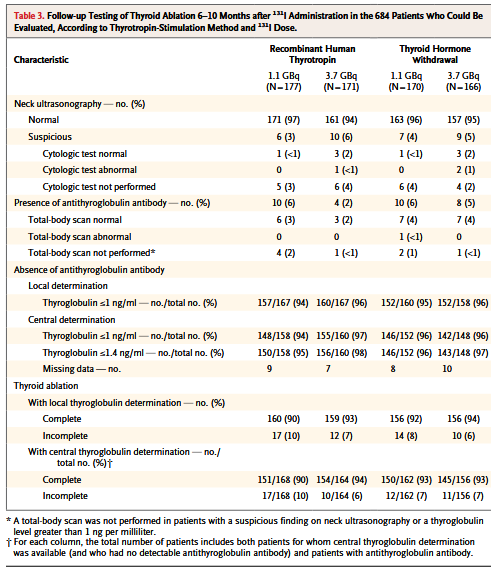 Table 3. Follow-up Testing of Thyroid Ablation 6–10 Months after ¹³¹I Administration in the 684 Patients Who Could Be
Evaluated, According to Thyrotropin-Stimulation Method and ¹³¹I Dose.
Characteristic Recombinant Human Thyrotropin Thyroid Hormone Withdrawal
1.1 GBq (N=177) 3.7 GBq (N=171) 1.1 GBq (N=170) 3.7 GBq (N=166)
Neck ultrasonography — no. (%)
Normal 171 (97) 161 (94) 163 (96) 157 (95)
Suspicious 6 (3) 10 (6) 7 (4) 9 (5)
Cytologic test normal 1 (<1) 3 (2) 1 (<1) 3 (2)
Cytologic test abnormal 0 1 (<1) 0 2 (1)
Cytologic test not performed 5 (3) 6 (4) 6 (4) 4 (2)
Presence of antithyroglobulin antibody — no. (%) 10 (6) 4 (2) 10 (6) 8 (5)
Total-body scan normal 6 (3) 3 (2) 7 (4) 7 (4)
Total-body scan abnormal 0 0 1 (<1) 0
Total-body scan not performed* 4 (2) 1 (<1) 2 (1) 1 (<1)
Absence of antithyroglobulin antibody
Local determination
Thyroglobulin ≤1 ng/ml — no./total no. (%) 157/167 (94) 160/167 (96) 152/160 (95) 152/158 (96)
Central determination
Thyroglobulin ≤1 ng/ml — no./total no. (%) 148/158 (94) 155/160 (97) 146/152 (96) 142/148 (96)
Thyroglobulin ≤1.4 ng/ml — no./total no. (%) 150/158 (95) 156/160 (98) 146/152 (96) 143/148 (97)
Missing data — no. 9 7 8 10
Thyroid ablation
With local thyroglobulin determination — no. (%)
Complete 160 (90) 159 (93) 156 (92) 156 (94)
Incomplete 17 (10) 12 (7) 14 (8) 10 (6)
With central thyroglobulin determination — no./
total no. (%)†
Complete 151/168 (90) 154/164 (94) 150/162 (93) 145/156 (93)
Incomplete 17/168 (10) 10/164 (6) 12/162 (7) 11/156 (7)
* A total-body scan was not performed in patients with a suspicious finding on neck ultrasonography or a thyroglobulin
level greater than 1 ng per milliliter.
† For each column, the total number of patients includes both patients for whom central thyroglobulin determination
was available (and who had no detectable antithyroglobulin antibody) and patients with antithyroglobulin antibody.